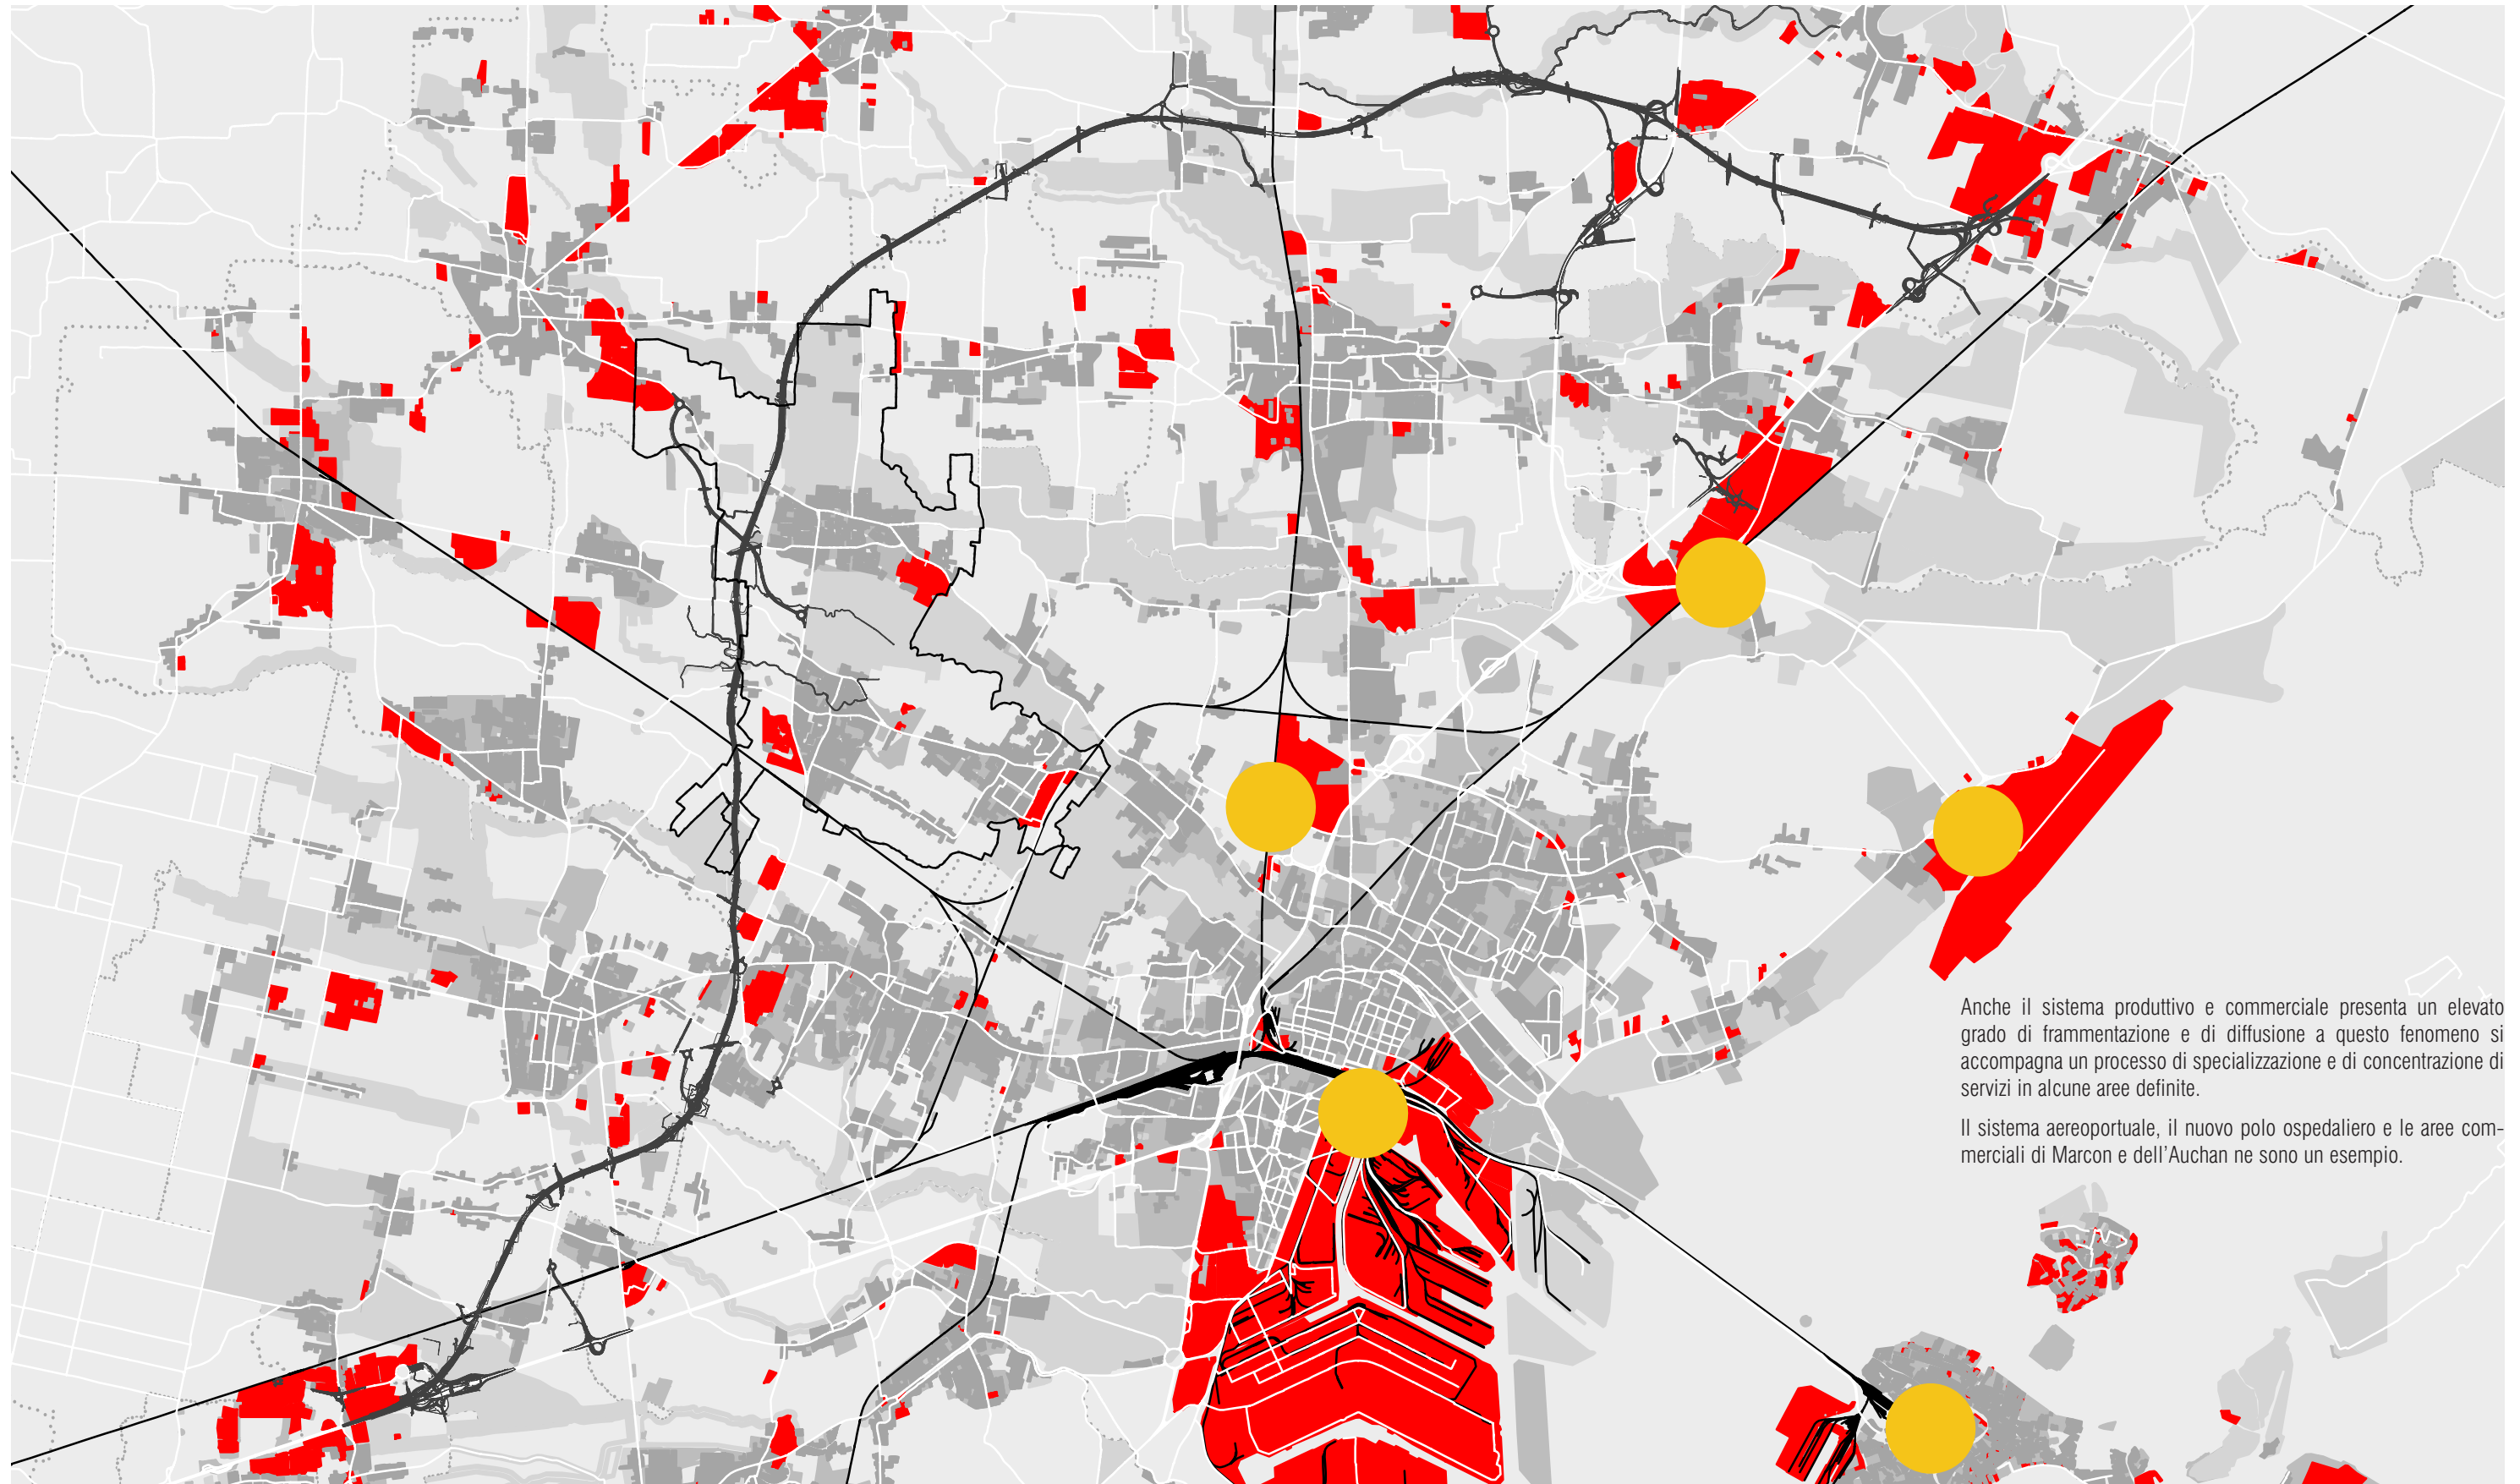 Anche il sistema produttivo e commerciale presenta un elevato
grado di frammentazione e di diffusione a questo fenomeno si
accompagna un processo di specializzazione e di concentrazione di
servizi in alcune aree definite.
Il sistema aereoportuale, il nuovo polo ospedaliero e le aree com-
merciali di Marcon e dell'Auchan ne sono un esempio.